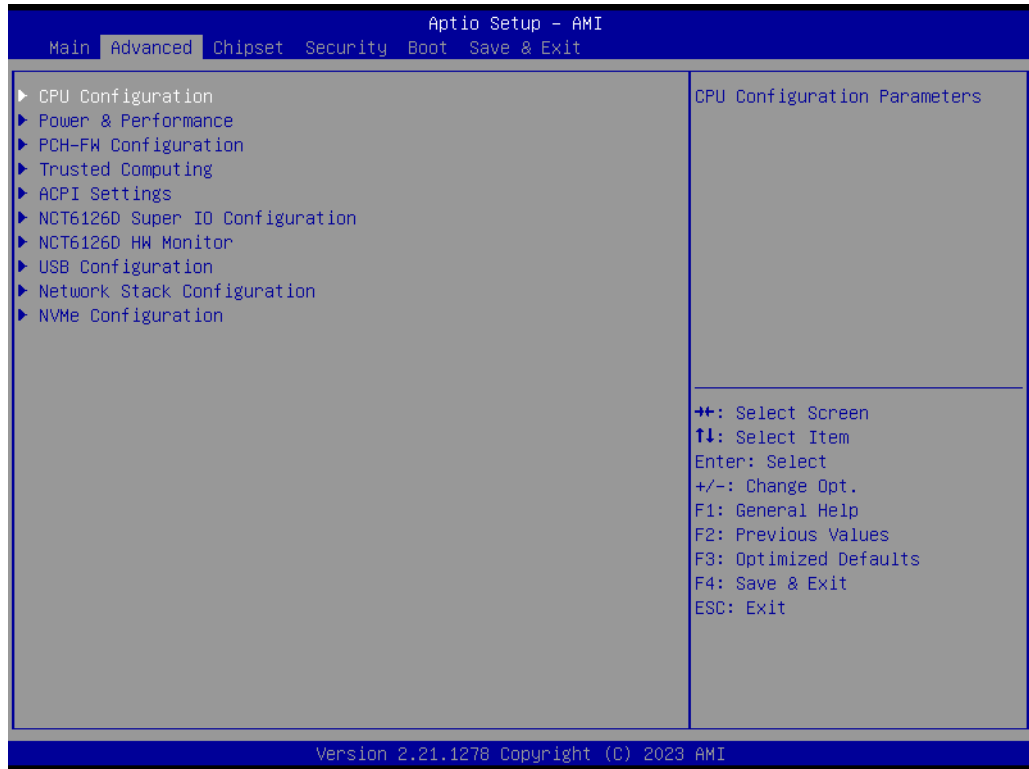 Aptio Setup – AMI
Main Advanced Chipset Security Boot Save & Exit
▶ CPU Configuration
▶ Power & Performance
▶ PCH-FW Configuration
▶ Trusted Computing
▶ ACPI Settings
▶ NCT6126D Super IO Configuration
▶ NCT6126D HW Monitor
▶ USB Configuration
▶ Network Stack Configuration
▶ NVMe Configuration
CPU Configuration Parameters
→←: Select Screen
↑↓: Select Item
Enter: Select
+/-: Change Opt.
F1: General Help
F2: Previous Values
F3: Optimized Defaults
F4: Save & Exit
ESC: Exit
Version 2.21.1278 Copyright (C) 2023 AMI